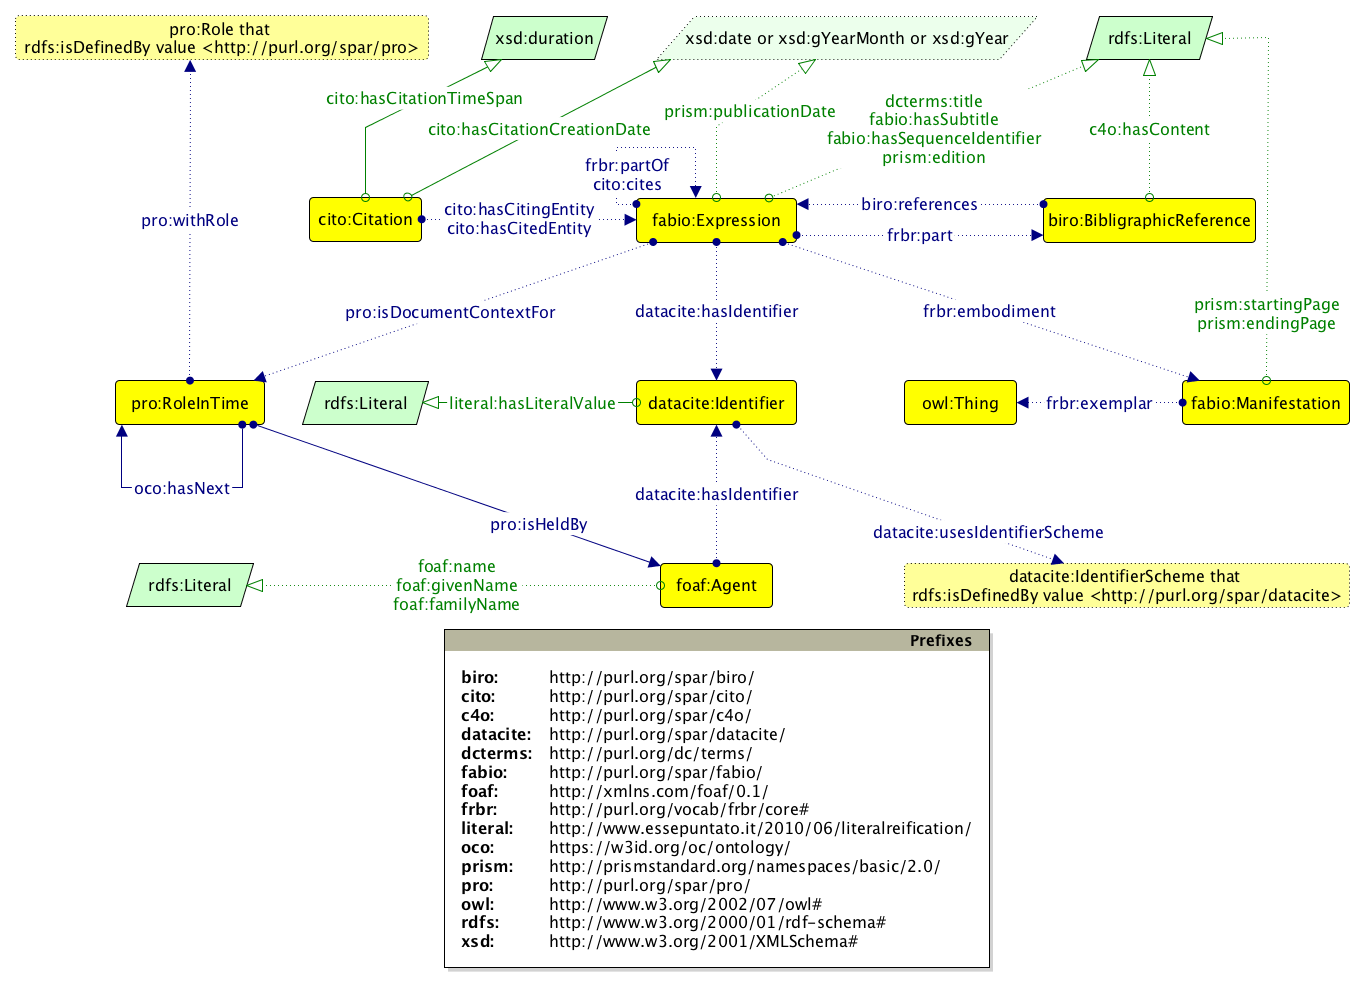 pro:Role that
rdfs:isDefinedBy value <http://purl.org/spar/pro>
xsd:duration
xsd:date or xsd:gYearMonth or xsd:gYear
rdfs:Literal
cito:hasCitationTimeSpan
cito:hasCitationCreationDate
prism:publicationDate
dcterms:title
fabio:hasSubtitle
fabio:hasSequenceIdentifier
prism:edition
c4o:hasContent
frbr:partOf
cito:cites
pro:withRole
cito:Citation
cito:hasCitingEntity
cito:hasCitedEntity
fabio:Expression
biro:references
frbr:part
biro:BibligraphicReference
pro:isDocumentContextFor
datacite:hasIdentifier
frbr:embodiment
prism:startingPage
prism:endingPage
pro:RoleInTime
rdfs:Literal
literal:hasLiteralValue
datacite:Identifier
owl:Thing
frbr:exemplar
fabio:Manifestation
oco:hasNext
pro:isHeldBy
datacite:hasIdentifier
datacite:usesIdentifierScheme
rdfs:Literal
foaf:name
foaf:givenName
foaf:familyName
foaf:Agent
datacite:IdentifierScheme that
rdfs:isDefinedBy value <http://purl.org/spar/datacite>
Prefixes
biro: http://purl.org/spar/biro/
cito: http://purl.org/spar/cito/
c4o: http://purl.org/spar/c4o/
datacite: http://purl.org/spar/datacite/
dcterms: http://purl.org/dc/terms/
fabio: http://purl.org/spar/fabio/
foaf: http://xmlns.com/foaf/0.1/
frbr: http://purl.org/vocab/frbr/core#
literal: http://www.essepuntato.it/2010/06/literalreification/
oco: https://w3id.org/oc/ontology/
prism: http://prismstandard.org/namespaces/basic/2.0/
pro: http://purl.org/spar/pro/
owl: http://www.w3.org/2002/07/owl#
rdfs: http://www.w3.org/2000/01/rdf-schema#
xsd: http://www.w3.org/2001/XMLSchema#